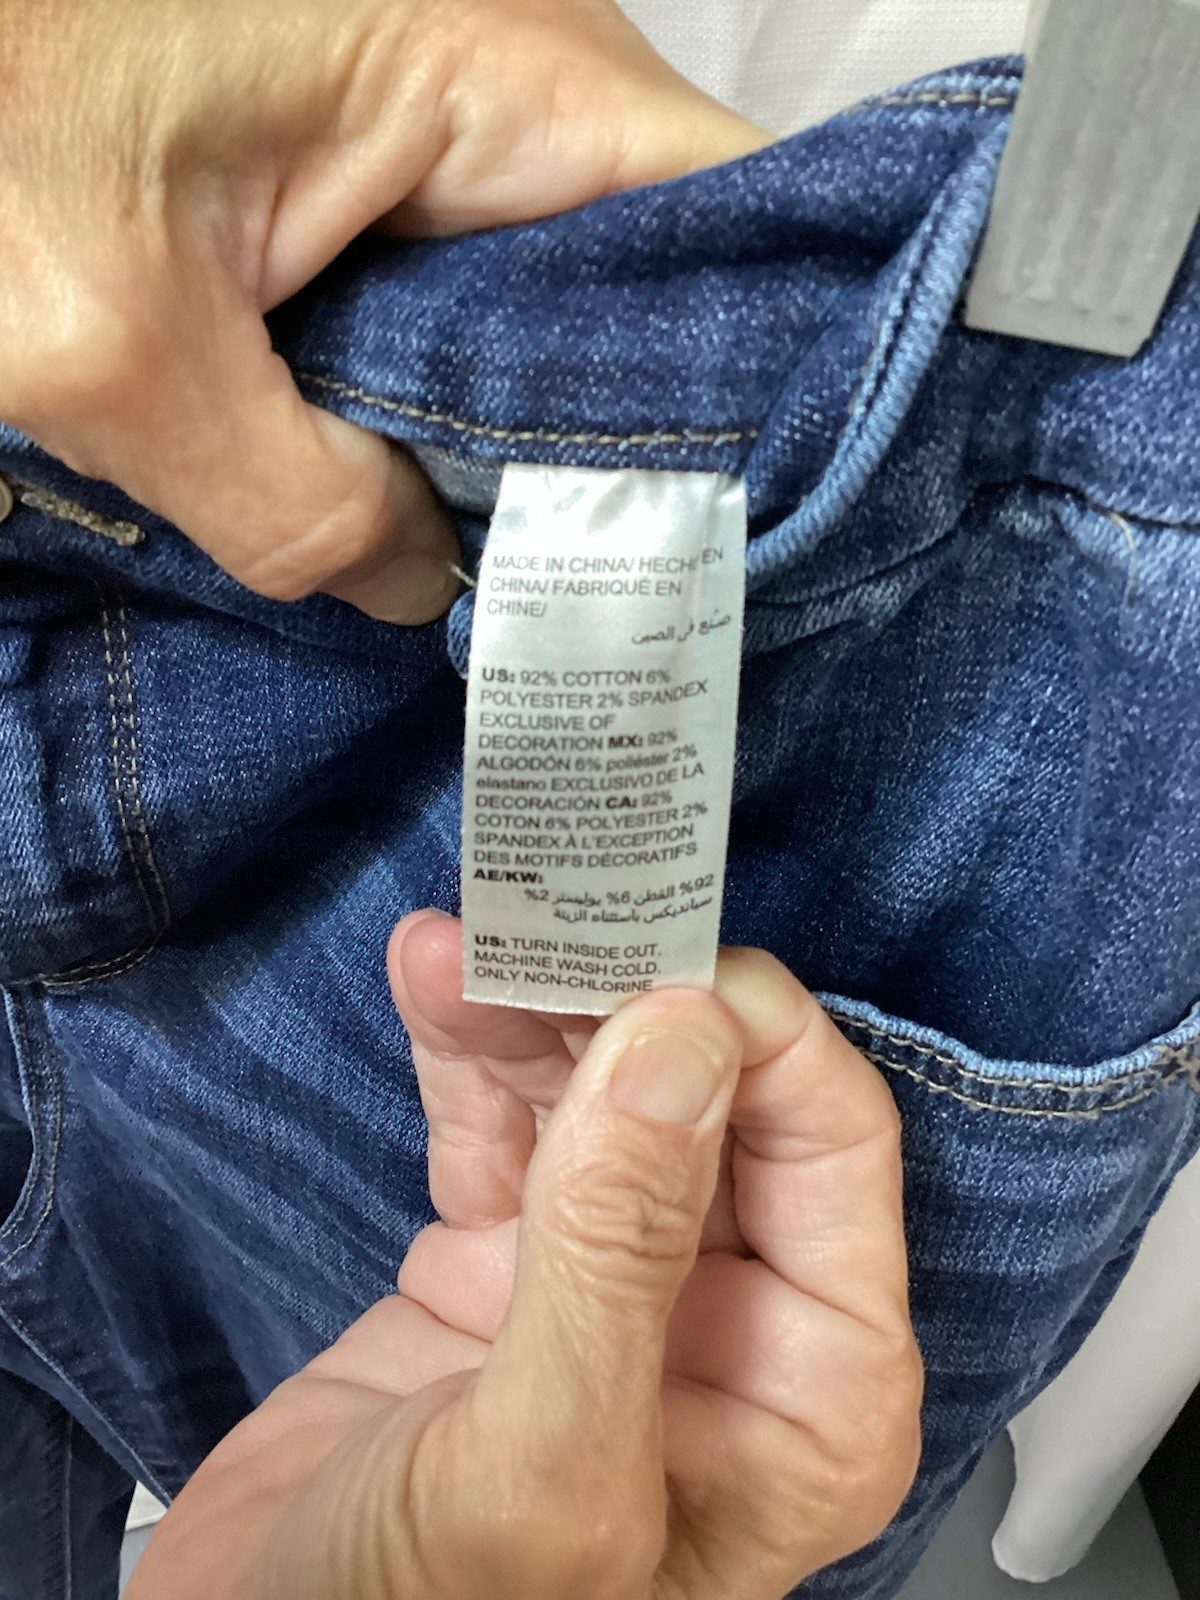 MADE IN CHINA/ HECHO EN
CHINA/ FABRIQUÉ EN
CHINE/
صُنع في الصين
US: 92% COTTON 6%
POLYESTER 2% SPANDEX
EXCLUSIVE OF
DECORATION MX: 92%
ALGODÓN 6% poliéster 2%
elastano EXCLUSIVO DE LA
DECORACIÓN CA: 92%
COTON 6% POLYESTER 2%
SPANDEX À L'EXCEPTION
DES MOTIFS DÉCORATIFS
AE/KW:
92% القطن 6% بوليستر 2%
سباندیکس باستثناء الزينة
US: TURN INSIDE OUT.
MACHINE WASH COLD.
ONLY NON-CHLORINE